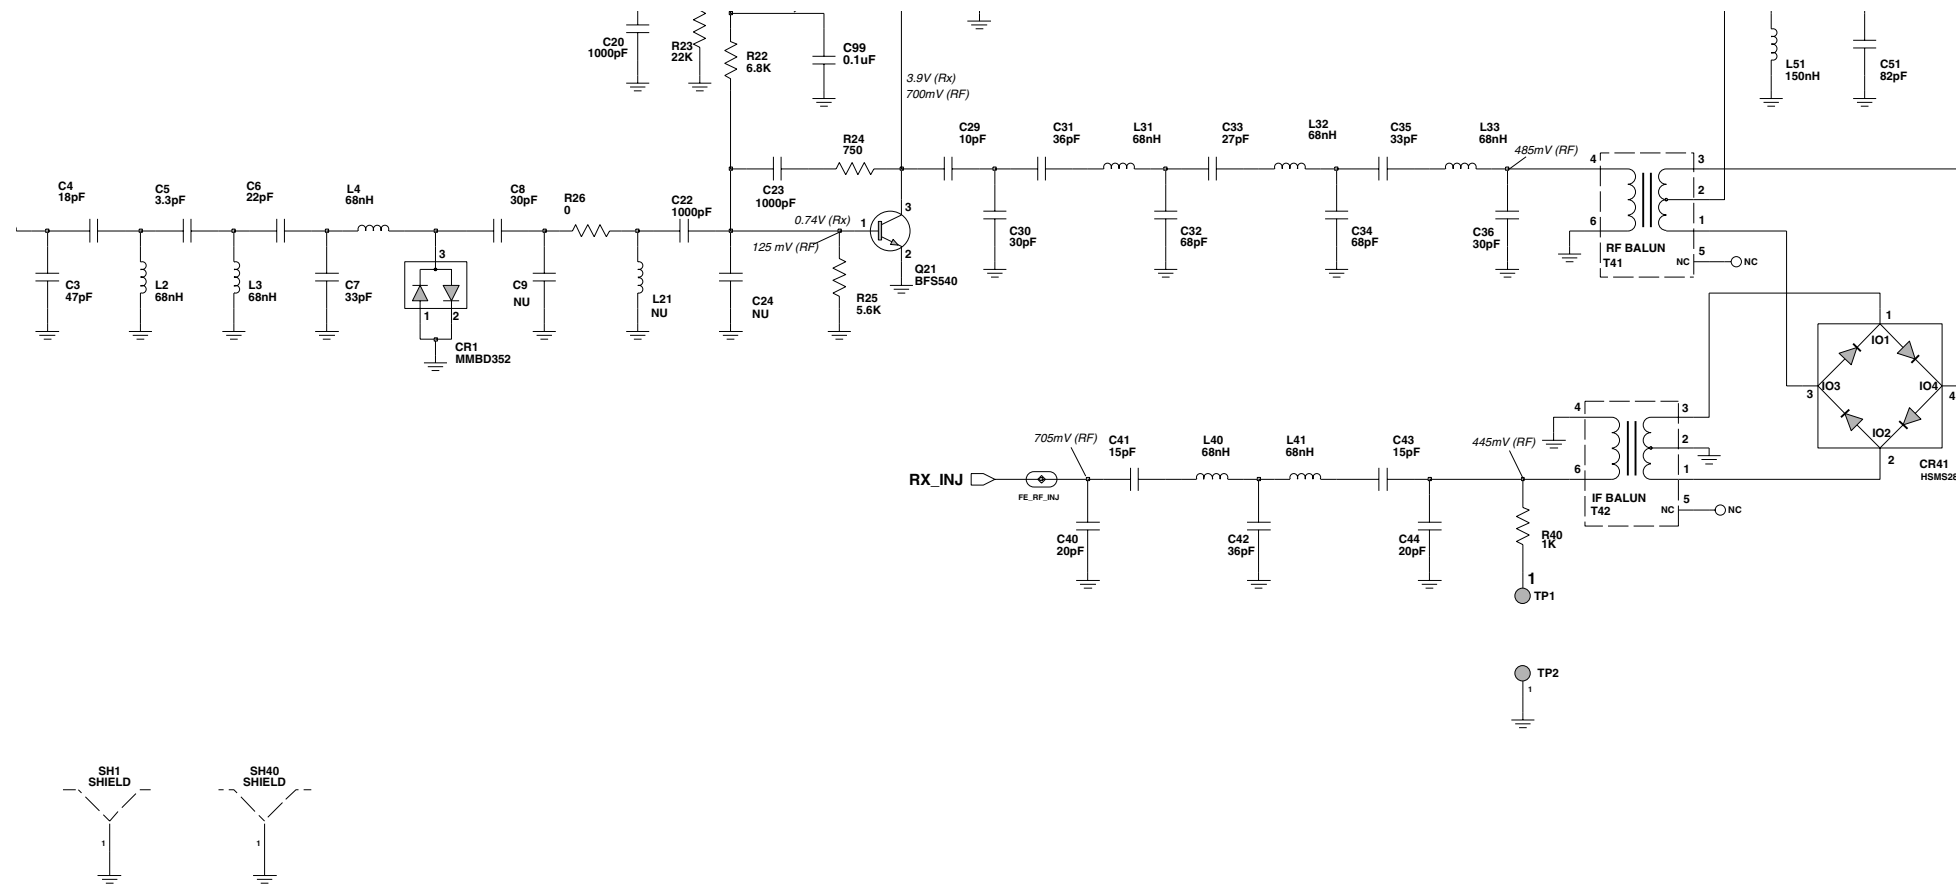 C20
1000pF
R23
22K
R22
6.8K
C99
0.1uF
3.9V (Rx)
700mV (RF)
L51
150nH
C51
82pF
R24
750
C29
10pF
C31
36pF
L31
68nH
C33
27pF
L32
68nH
C35
33pF
L33
68nH
485mV (RF)
4
3
2
6
1
5
RF BALUN
T41
NC
NC
C4
18pF
C5
3.3pF
C6
22pF
L4
68nH
C8
30pF
R26
0
C22
1000pF
C23
1000pF
0.74V (Rx)
125 mV (RF)
1
3
2
Q21
BFS540
C30
30pF
C32
68pF
C34
68pF
C36
30pF
C3
47pF
L2
68nH
L3
68nH
C7
33pF
3
1
2
CR1
MMBD352
C9
NU
L21
NU
C24
NU
R25
5.6K
1
IO1
IO3
IO4
3
4
IO2
2
CR41
HSMS28
705mV (RF)
C41
15pF
L40
68nH
L41
68nH
C43
15pF
445mV (RF)
4
3
2
6
1
5
IF BALUN
T42
NC
NC
RX_INJ
FE_RF_INJ
C40
20pF
C42
36pF
C44
20pF
R40
1K
1
TP1
TP2
1
SH1
SHIELD
1
SH40
SHIELD
1